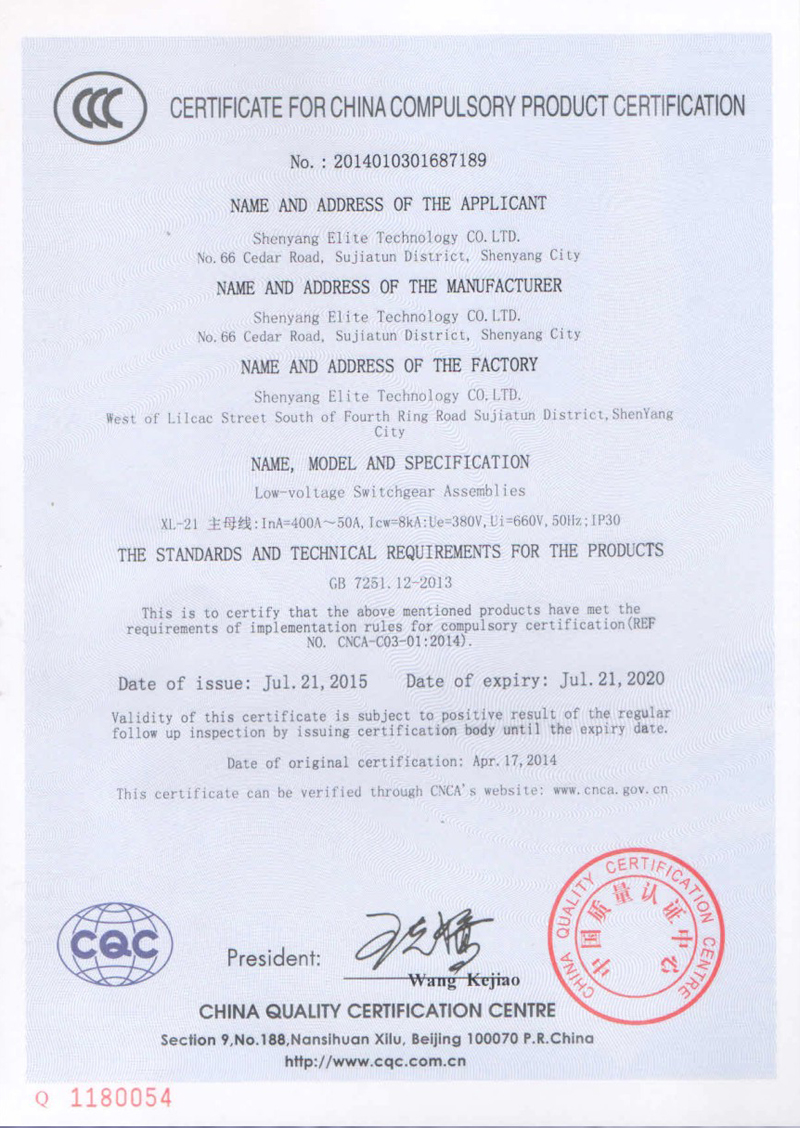 CCC CERTIFICATE FOR CHINA COMPULSORY PRODUCT CERTIFICATION
No. : 2014010301687189
NAME AND ADDRESS OF THE APPLICANT
Shenyang Elite Technology CO.LTD.
No.66 Cedar Road, Sujiatun District, Shenyang City
NAME AND ADDRESS OF THE MANUFACTURER
Shenyang Elite Technology CO.LTD.
No.66 Cedar Road, Sujiatun District, Shenyang City
NAME AND ADDRESS OF THE FACTORY
Shenyang Elite Technology CO.LTD.
West of Lilcac Street South of Fourth Ring Road Sujiatun District,ShenYang
City
NAME, MODEL AND SPECIFICATION
Low-voltage Switchgear Assemblies
XL-21 主母线:InA=400A~50A,Icw=8kA:Ue=380V,Ui=660V,50Hz;IP30
THE STANDARDS AND TECHNICAL REQUIREMENTS FOR THE PRODUCTS
GB 7251.12-2013
This is to certify that the above mentioned products have met the
requirements of implementation rules for compulsory certification(REF
NO. CNCA-C03-01:2014).
Date of issue: Jul.21,2015 Date of expiry: Jul.21,2020
Validity of this certificate is subject to positive result of the regular
follow up inspection by issuing certification body until the expiry date.
Date of original certification: Apr.17,2014
This certificate can be verified through CNCA's website: www.cnca.gov.cn
CHINA QUALITY CERTIFICATION CENTRE
中国质量认证中心
CQC
President:
王克娇
Wang Kejiao
CHINA QUALITY CERTIFICATION CENTRE
Section 9,No.188,Nansihuan Xilu, Beijing 100070 P.R.China
http://www.cqc.com.cn
Q 1180054